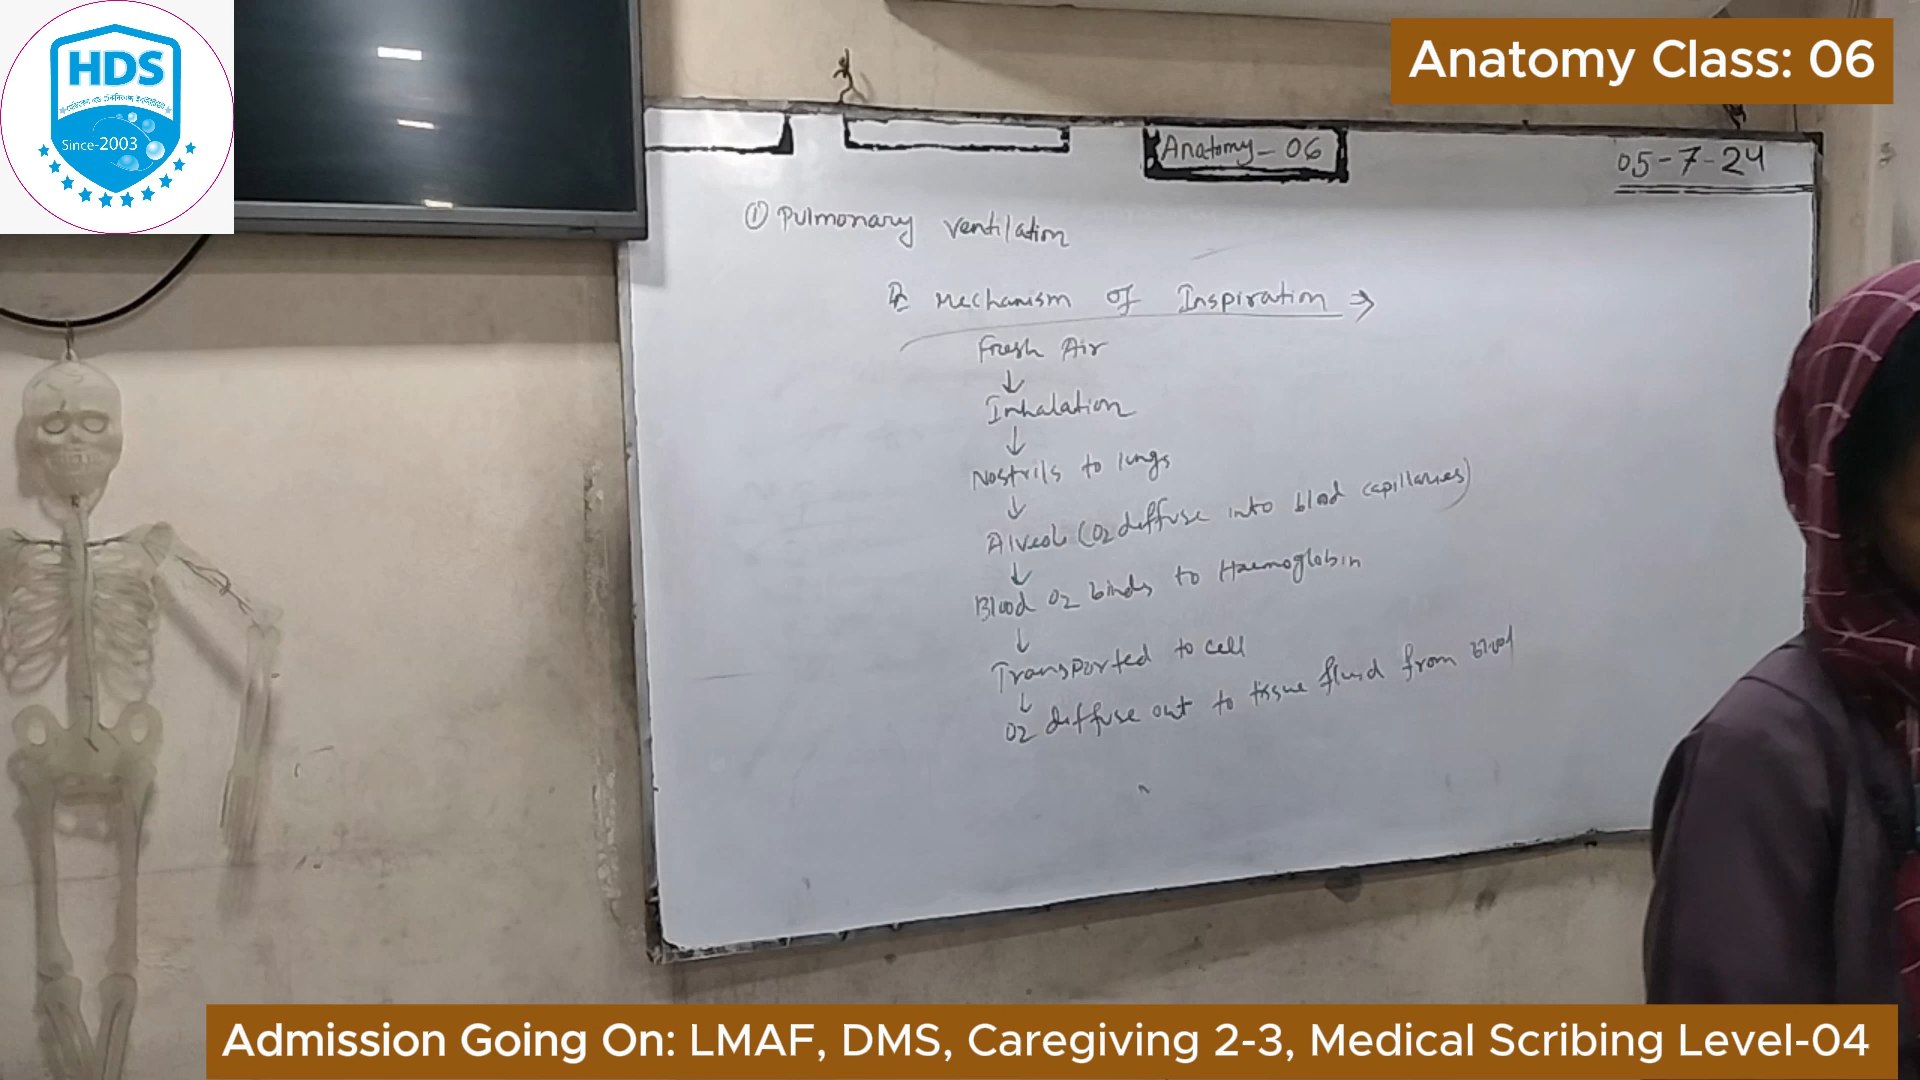 HDS
Since-2003
Anatomy Class: 06
Anatomy - 06
05-7-24
① Pulmonary ventilation
Mechanism of Inspiration ⇒
Fresh Air
↓
Inhalation
↓
Nostrils to lungs
↓
Alveoli (O2 diffuse into blood capillaries)
↓
Blood O2 binds to Haemoglobin
↓
Transported to cell
↓
O2 diffuse out to tissue fluid from blood
Admission Going On: LMAF, DMS, Caregiving 2-3, Medical Scribing Level-04